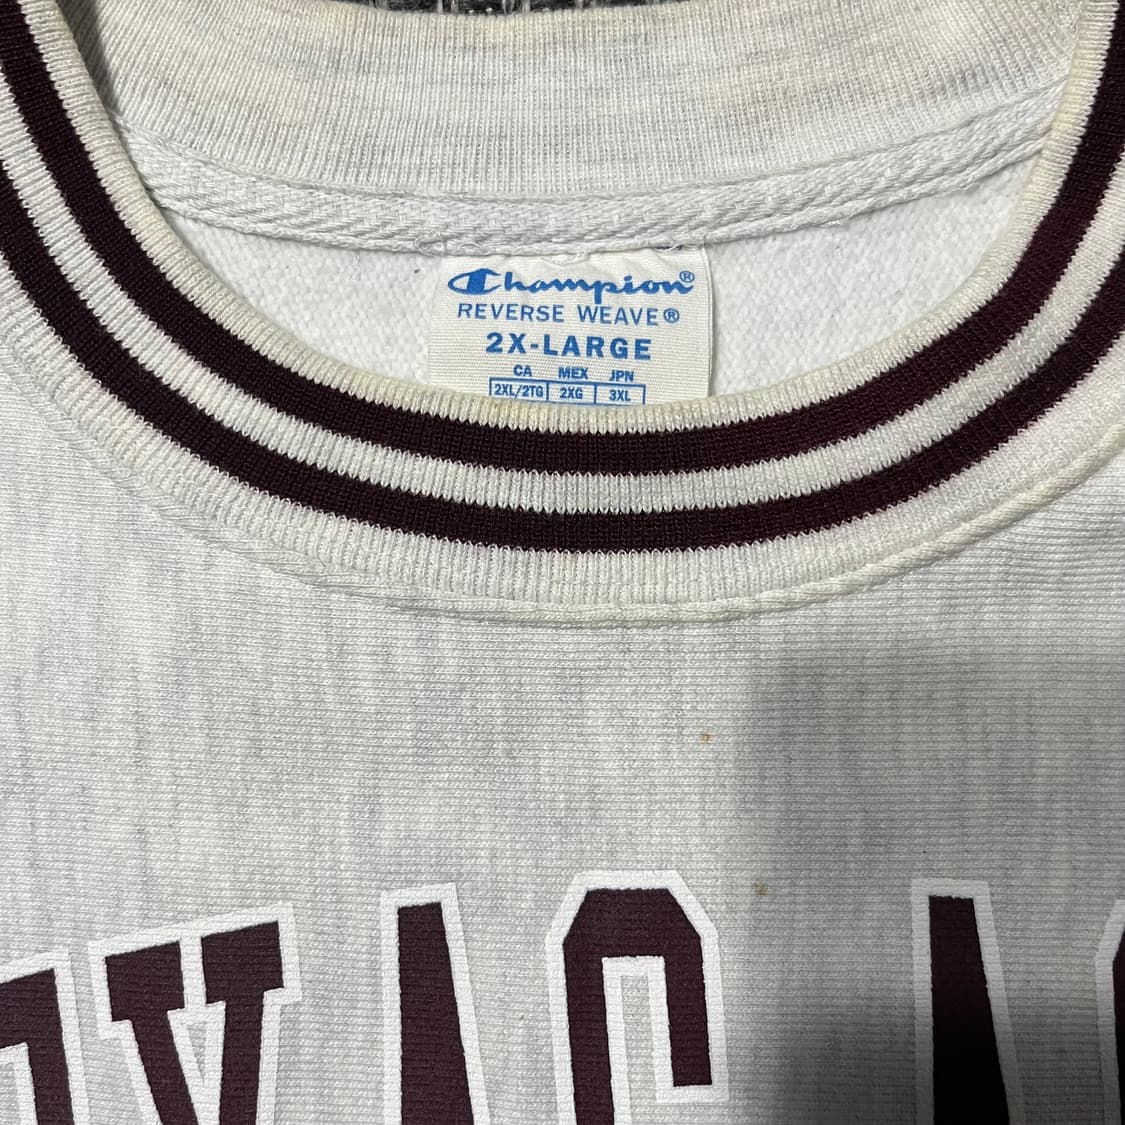 Champion®
REVERSE WEAVE®
2X-LARGE
CA MEX JPN
2XL/2TG 2XG 3XL